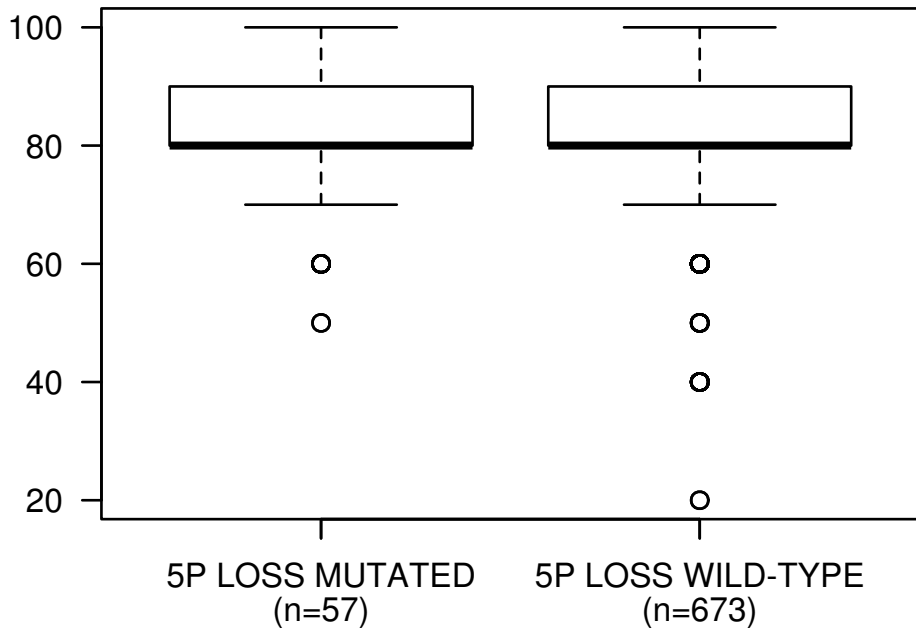 100
80
60
40
20
5P LOSS MUTATED
(n=57)
5P LOSS WILD-TYPE
(n=673)